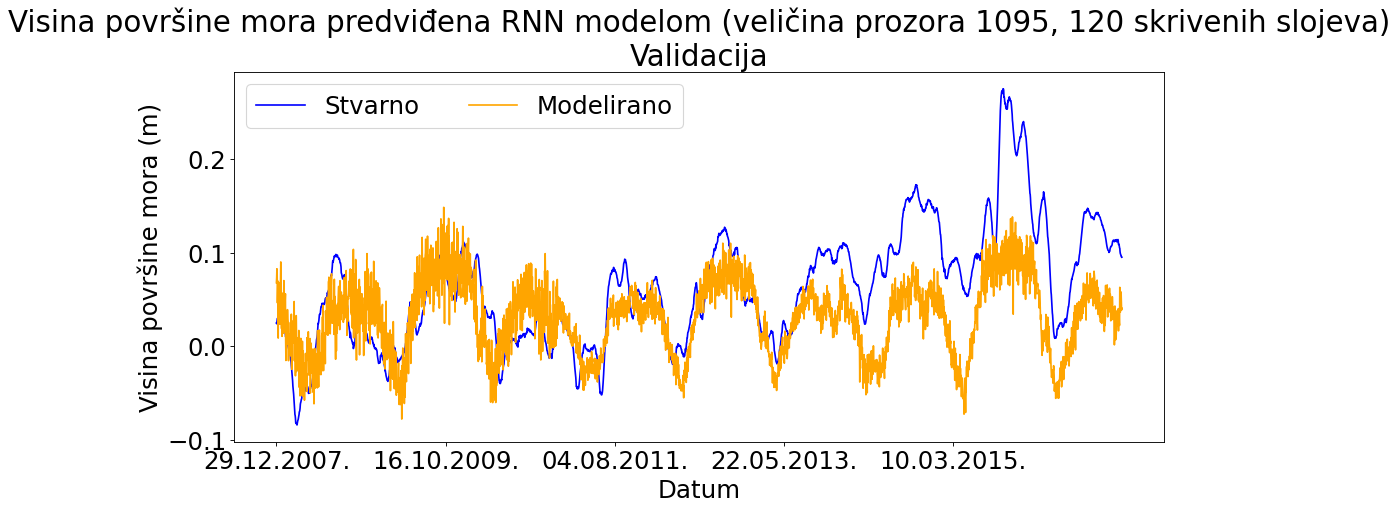 Visina površine mora predviđena RNN modelom (veličina prozora 1095, 120 skrivenih slojeva)
Validacija
Stvarno
Modelirano
Visina površine mora (m)
0.2
0.1
0.0
−0.1
29.12.2007.
16.10.2009.
04.08.2011.
22.05.2013.
10.03.2015.
Datum